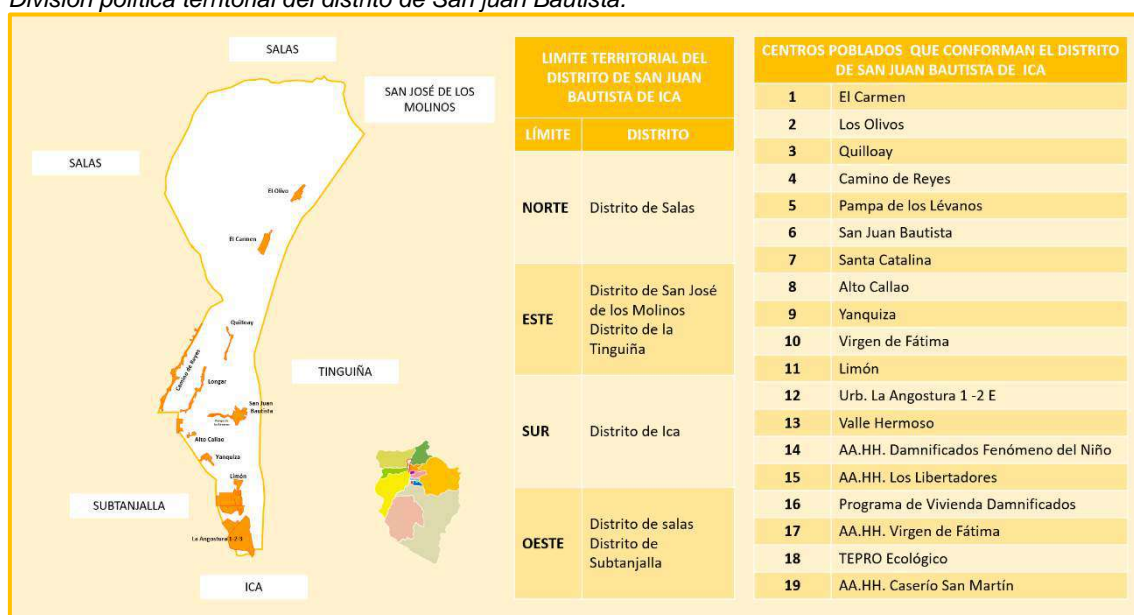 División política territorial del distrito de San juan Bautista.
SALAS
SAN JOSÉ DE LOS
MOLINOS
SALAS
El Olivo
El Carmen
Quilloay
Camino de Reyes
Longar
San Juan
Bautista
Alto Callao
Yanquiza
Limón
TINGUIÑA
SUBTANJALLA
La Angostura 1-2-3
ICA
LIMITE TERRITORIAL DEL
DISTRITO DE SAN JUAN
BAUTISTA DE ICA
LÍMITE DISTRITO
NORTE Distrito de Salas
ESTE Distrito de San José
de los Molinos
Distrito de la
Tinguiña
SUR Distrito de Ica
OESTE Distrito de salas
Distrito de
Subtanjalla
CENTROS POBLADOS QUE CONFORMAN EL DISTRITO
DE SAN JUAN BAUTISTA DE ICA
1 El Carmen
2 Los Olivos
3 Quilloay
4 Camino de Reyes
5 Pampa de los Lévanos
6 San Juan Bautista
7 Santa Catalina
8 Alto Callao
9 Yanquiza
10 Virgen de Fátima
11 Limón
12 Urb. La Angostura 1 -2 E
13 Valle Hermoso
14 AA.HH. Damnificados Fenómeno del Niño
15 AA.HH. Los Libertadores
16 Programa de Vivienda Damnificados
17 AA.HH. Virgen de Fátima
18 TEPRO Ecológico
19 AA.HH. Caserío San Martín